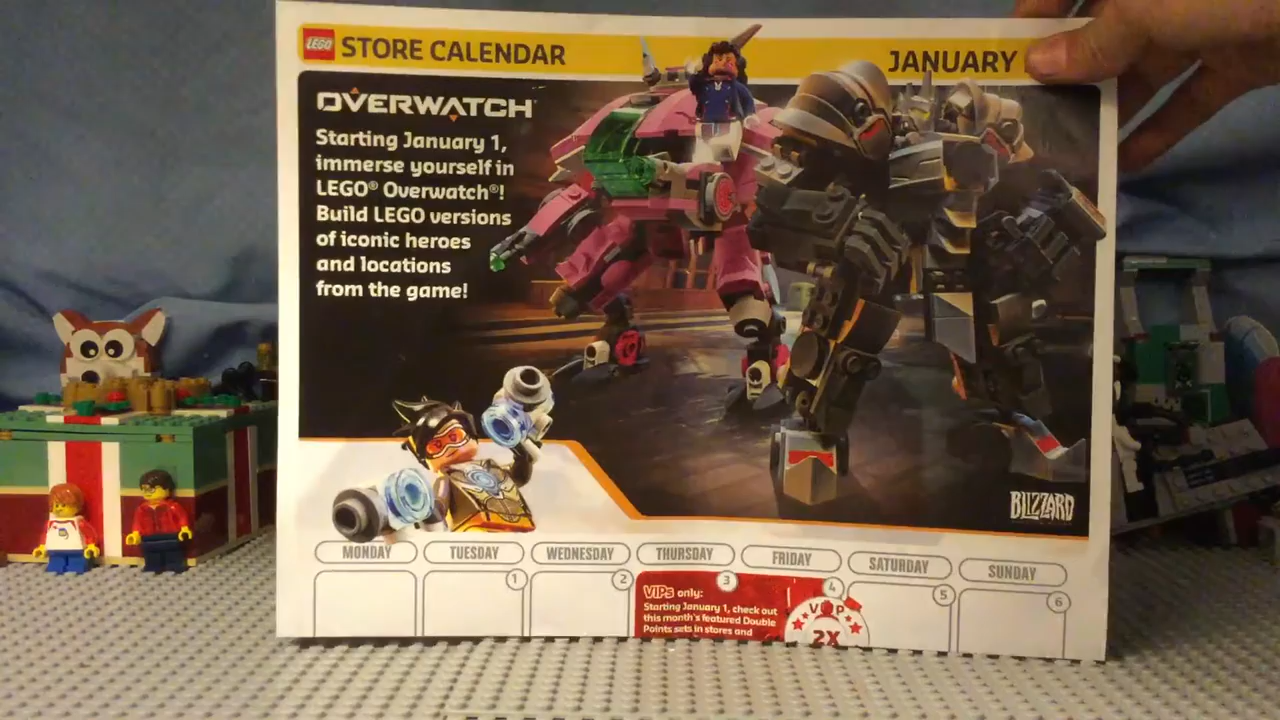 LEGO STORE CALENDAR JANUARY
OVERWATCH
Starting January 1,
immerse yourself in
LEGO® Overwatch®!
Build LEGO versions
of iconic heroes
and locations
from the game!
BLIZZARD
MONDAY TUESDAY WEDNESDAY THURSDAY FRIDAY SATURDAY SUNDAY
1 2 3 4 5 6
VIPs only:
Starting January 1, check out
this month's featured Double
Points sets in stores and
VIP
2X